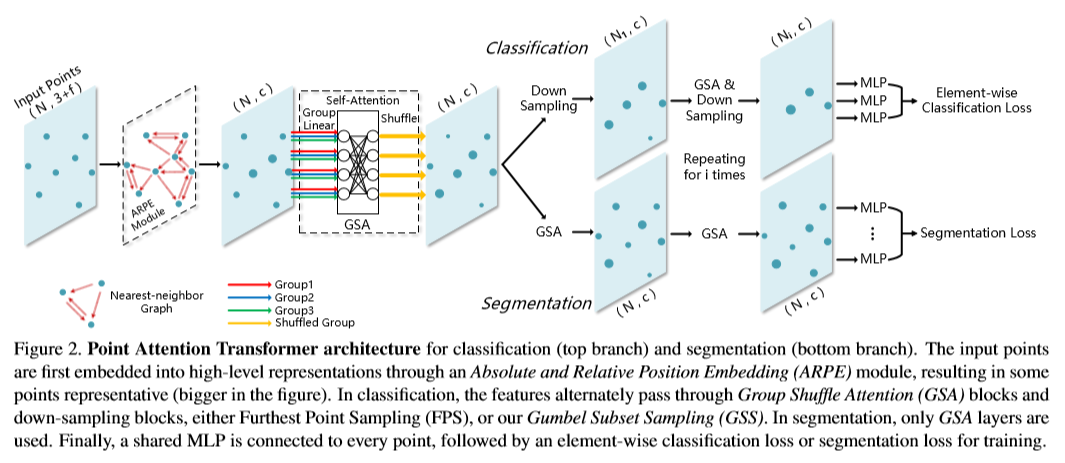 Input Points
(N, 3+f)
ARPE
Module
(N, c)
Self-Attention
Group
Linear
Shuffle
GSA
(N, c)
Classification
Down
Sampling
(N₁, c)
GSA &
Down
Sampling
(Nᵢ, c)
MLP
MLP
MLP
Element-wise
Classification Loss
Repeating
for i times
GSA
Segmentation
(N, c)
GSA
(N, c)
MLP
⋮
MLP
Segmentation Loss
Nearest-neighbor
Graph
Group1
Group2
Group3
Shuffled Group
Figure 2. Point Attention Transformer architecture for classification (top branch) and segmentation (bottom branch). The input points
are first embedded into high-level representations through an Absolute and Relative Position Embedding (ARPE) module, resulting in some
points representative (bigger in the figure). In classification, the features alternately pass through Group Shuffle Attention (GSA) blocks and
down-sampling blocks, either Furthest Point Sampling (FPS), or our Gumbel Subset Sampling (GSS). In segmentation, only GSA layers are
used. Finally, a shared MLP is connected to every point, followed by an element-wise classification loss or segmentation loss for training.